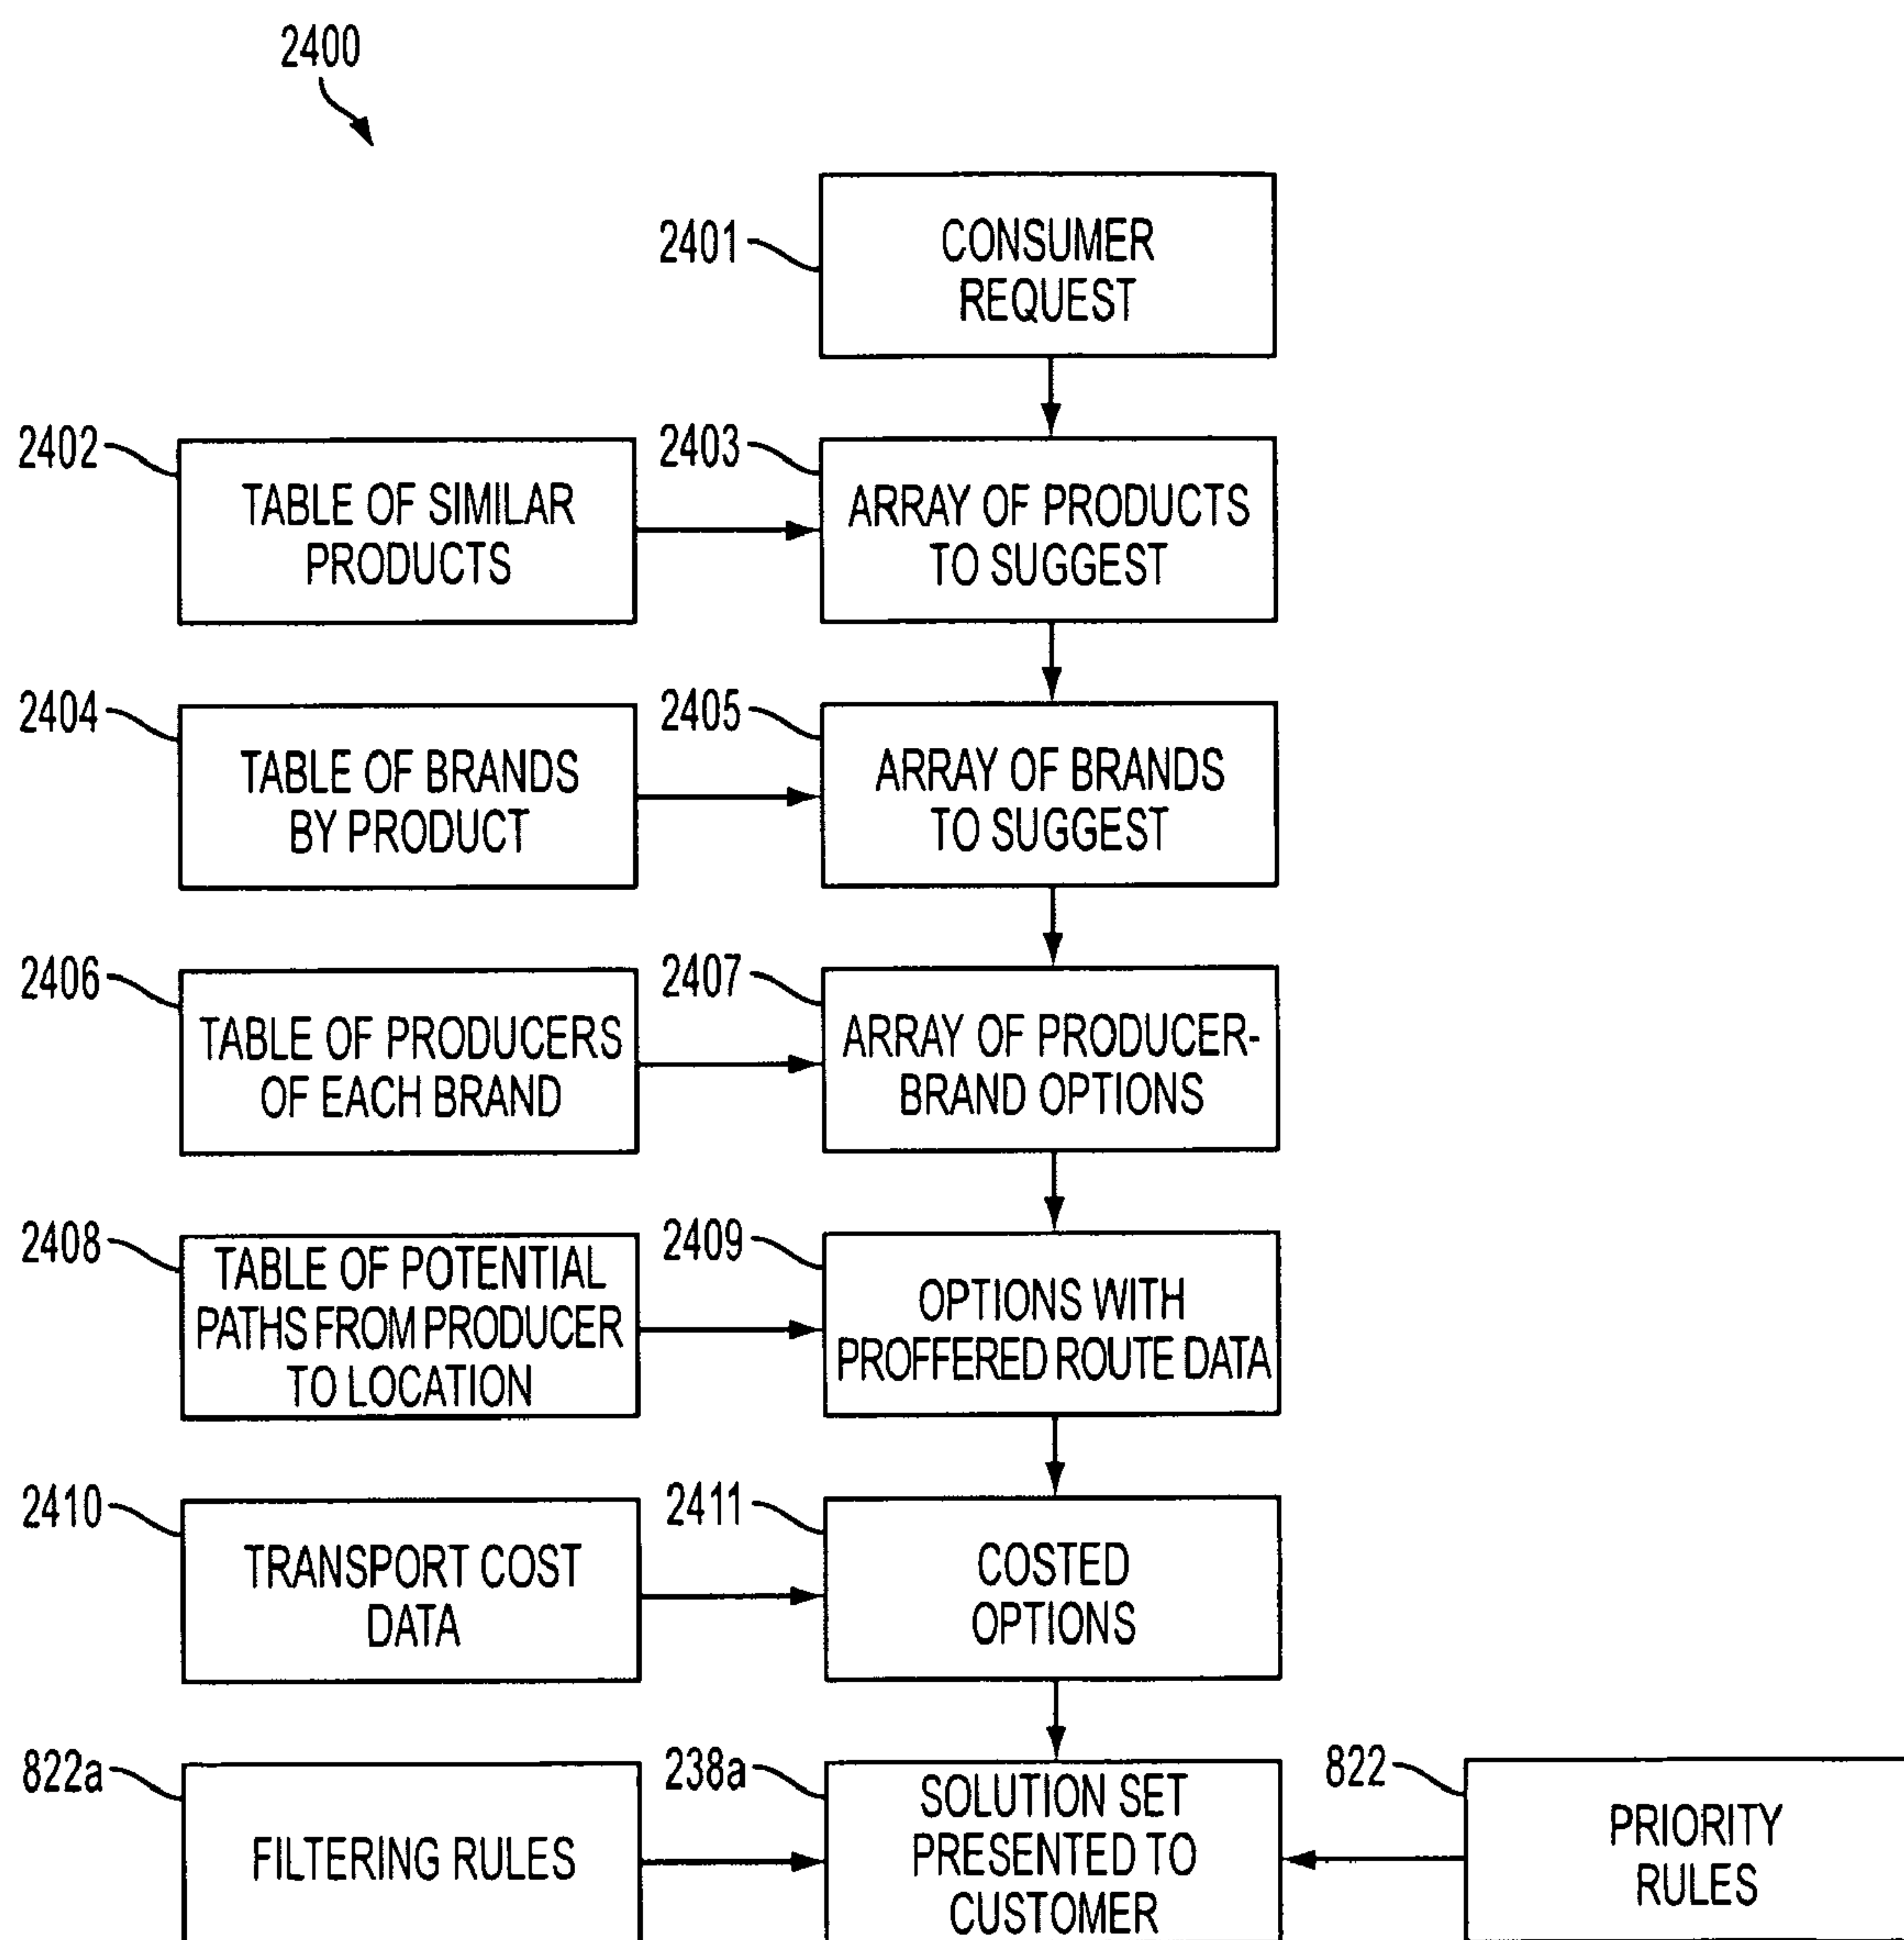 2400
2401
CONSUMER
REQUEST
2402
TABLE OF SIMILAR
PRODUCTS
2403
ARRAY OF PRODUCTS
TO SUGGEST
2404
TABLE OF BRANDS
BY PRODUCT
2405
ARRAY OF BRANDS
TO SUGGEST
2406
TABLE OF PRODUCERS
OF EACH BRAND
2407
ARRAY OF PRODUCER-
BRAND OPTIONS
2408
TABLE OF POTENTIAL
PATHS FROM PRODUCER
TO LOCATION
2409
OPTIONS WITH
PROFFERED ROUTE DATA
2410
TRANSPORT COST
DATA
2411
COSTED
OPTIONS
822a
FILTERING RULES
238a
SOLUTION SET
PRESENTED TO
CUSTOMER
822
PRIORITY
RULES